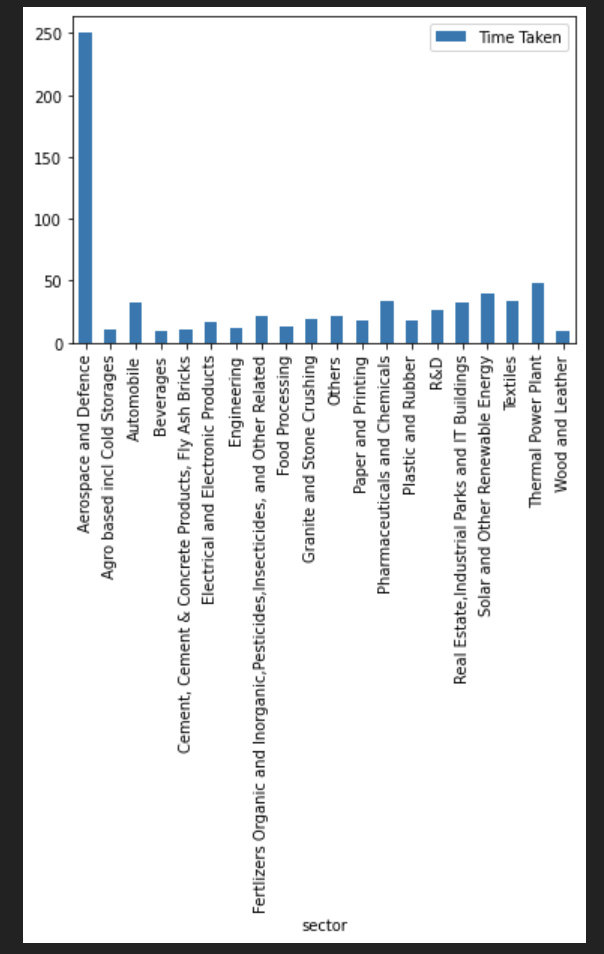 250
200
150
100
50
0
Time Taken
Aerospace and Defence
Agro based incl Cold Storages
Automobile
Beverages
Cement, Cement & Concrete Products, Fly Ash Bricks
Electrical and Electronic Products
Engineering
Fertlizers Organic and Inorganic,Pesticides,Insecticides, and Other Related
Food Processing
Granite and Stone Crushing
Others
Paper and Printing
Pharmaceuticals and Chemicals
Plastic and Rubber
R&D
Real Estate,Industrial Parks and IT Buildings
Solar and Other Renewable Energy
Textiles
Thermal Power Plant
Wood and Leather
sector